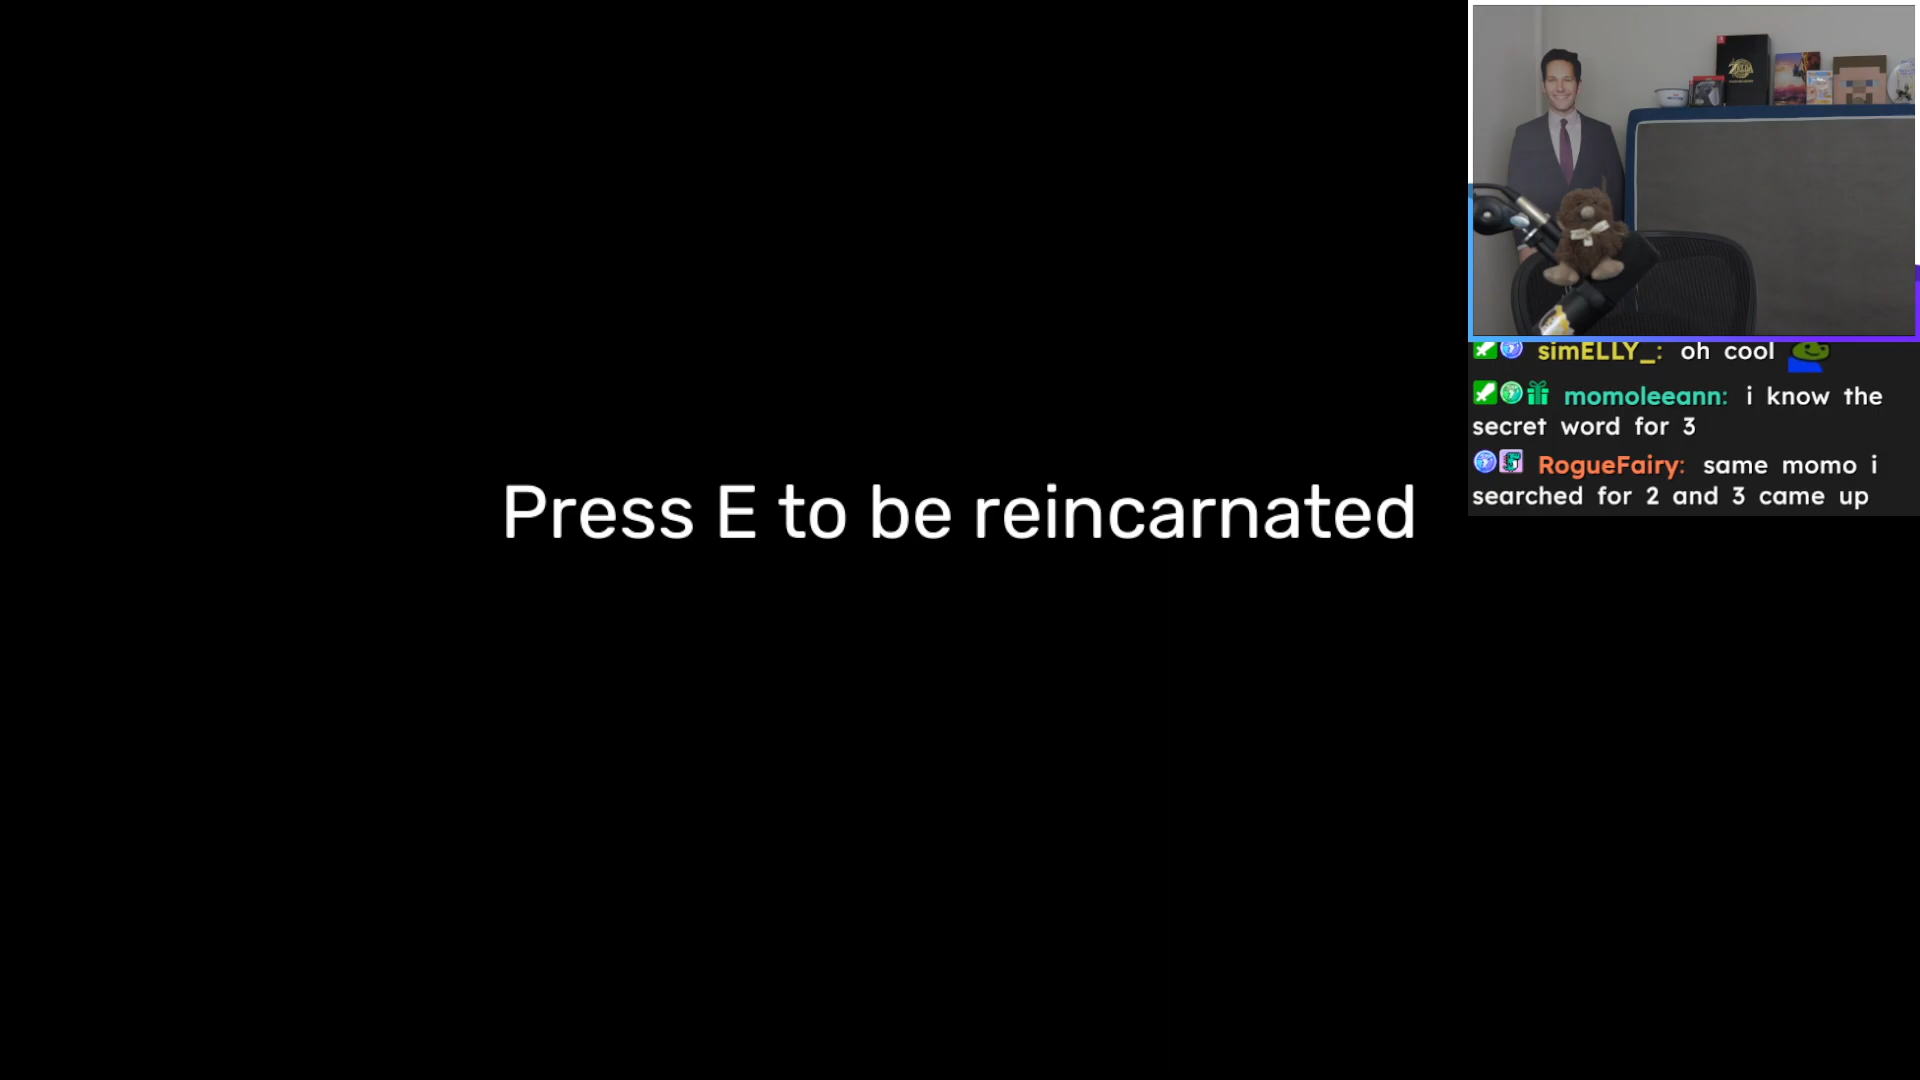 Press E to be reincarnated
ZELDA
simELLY_: oh cool
momoleeann: i know the
secret word for 3
RogueFairy: same momo i
searched for 2 and 3 came up